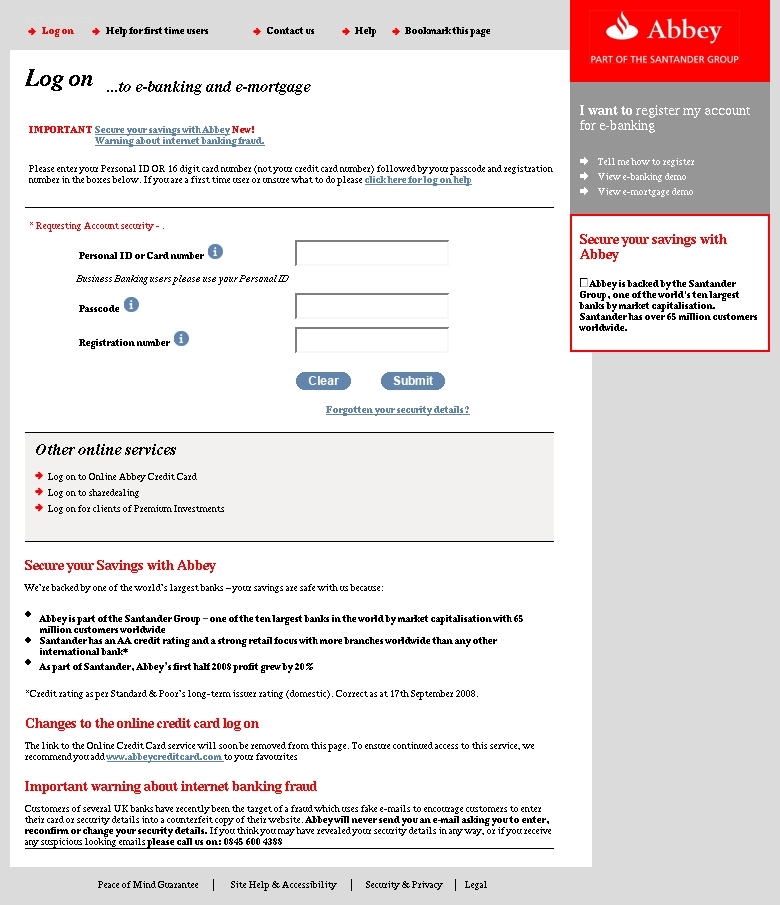 Log on
Help for first time users
Contact us
Help
Bookmark this page
Abbey
PART OF THE SANTANDER GROUP
Log on ...to e-banking and e-mortgage
IMPORTANT Secure your savings with Abbey New!
Warning about internet banking fraud.
Please enter your Personal ID OR 16 digit card number (not your credit card number) followed by your passcode and registration
number in the boxes below. If you are a first time user or unsure what to do please click here for log on help
* Requesting Account security - .
Personal ID or Card number i
Business Banking users please use your Personal ID
Passcode i
Registration number i
Clear
Submit
Forgotten your security details?
I want to register my account
for e-banking
Tell me how to register
View e-banking demo
View e-mortgage demo
Secure your savings with
Abbey
Abbey is backed by the Santander
Group, one of the world's ten largest
banks by market capitalisation.
Santander has over 65 million customers
worldwide.
Other online services
Log on to Online Abbey Credit Card
Log on to sharedealing
Log on for clients of Premium Investments
Secure your Savings with Abbey
We're backed by one of the world's largest banks – your savings are safe with us because:
Abbey is part of the Santander Group – one of the ten largest banks in the world by market capitalisation with 65
million customers worldwide
Santander has an AA credit rating and a strong retail focus with more branches worldwide than any other
international bank*
As part of Santander, Abbey's first half 2008 profit grew by 20%
*Credit rating as per Standard & Poor's long-term issuer rating (domestic). Correct as at 17th September 2008.
Changes to the online credit card log on
The link to the Online Credit Card service will soon be removed from this page. To ensure continued access to this service, we
recommend you add www.abbeycreditcard.com to your favourites
Important warning about internet banking fraud
Customers of several UK banks have recently been the target of a fraud which uses fake e-mails to encourage customers to enter
their card or security details into a counterfeit copy of their website. Abbey will never send you an e-mail asking you to enter,
reconfirm or change your security details. If you think you may have revealed your security details in any way, or if you receive
any suspicious looking emails please call us on: 0845 600 4388
Peace of Mind Guarantee | Site Help & Accessibility | Security & Privacy | Legal